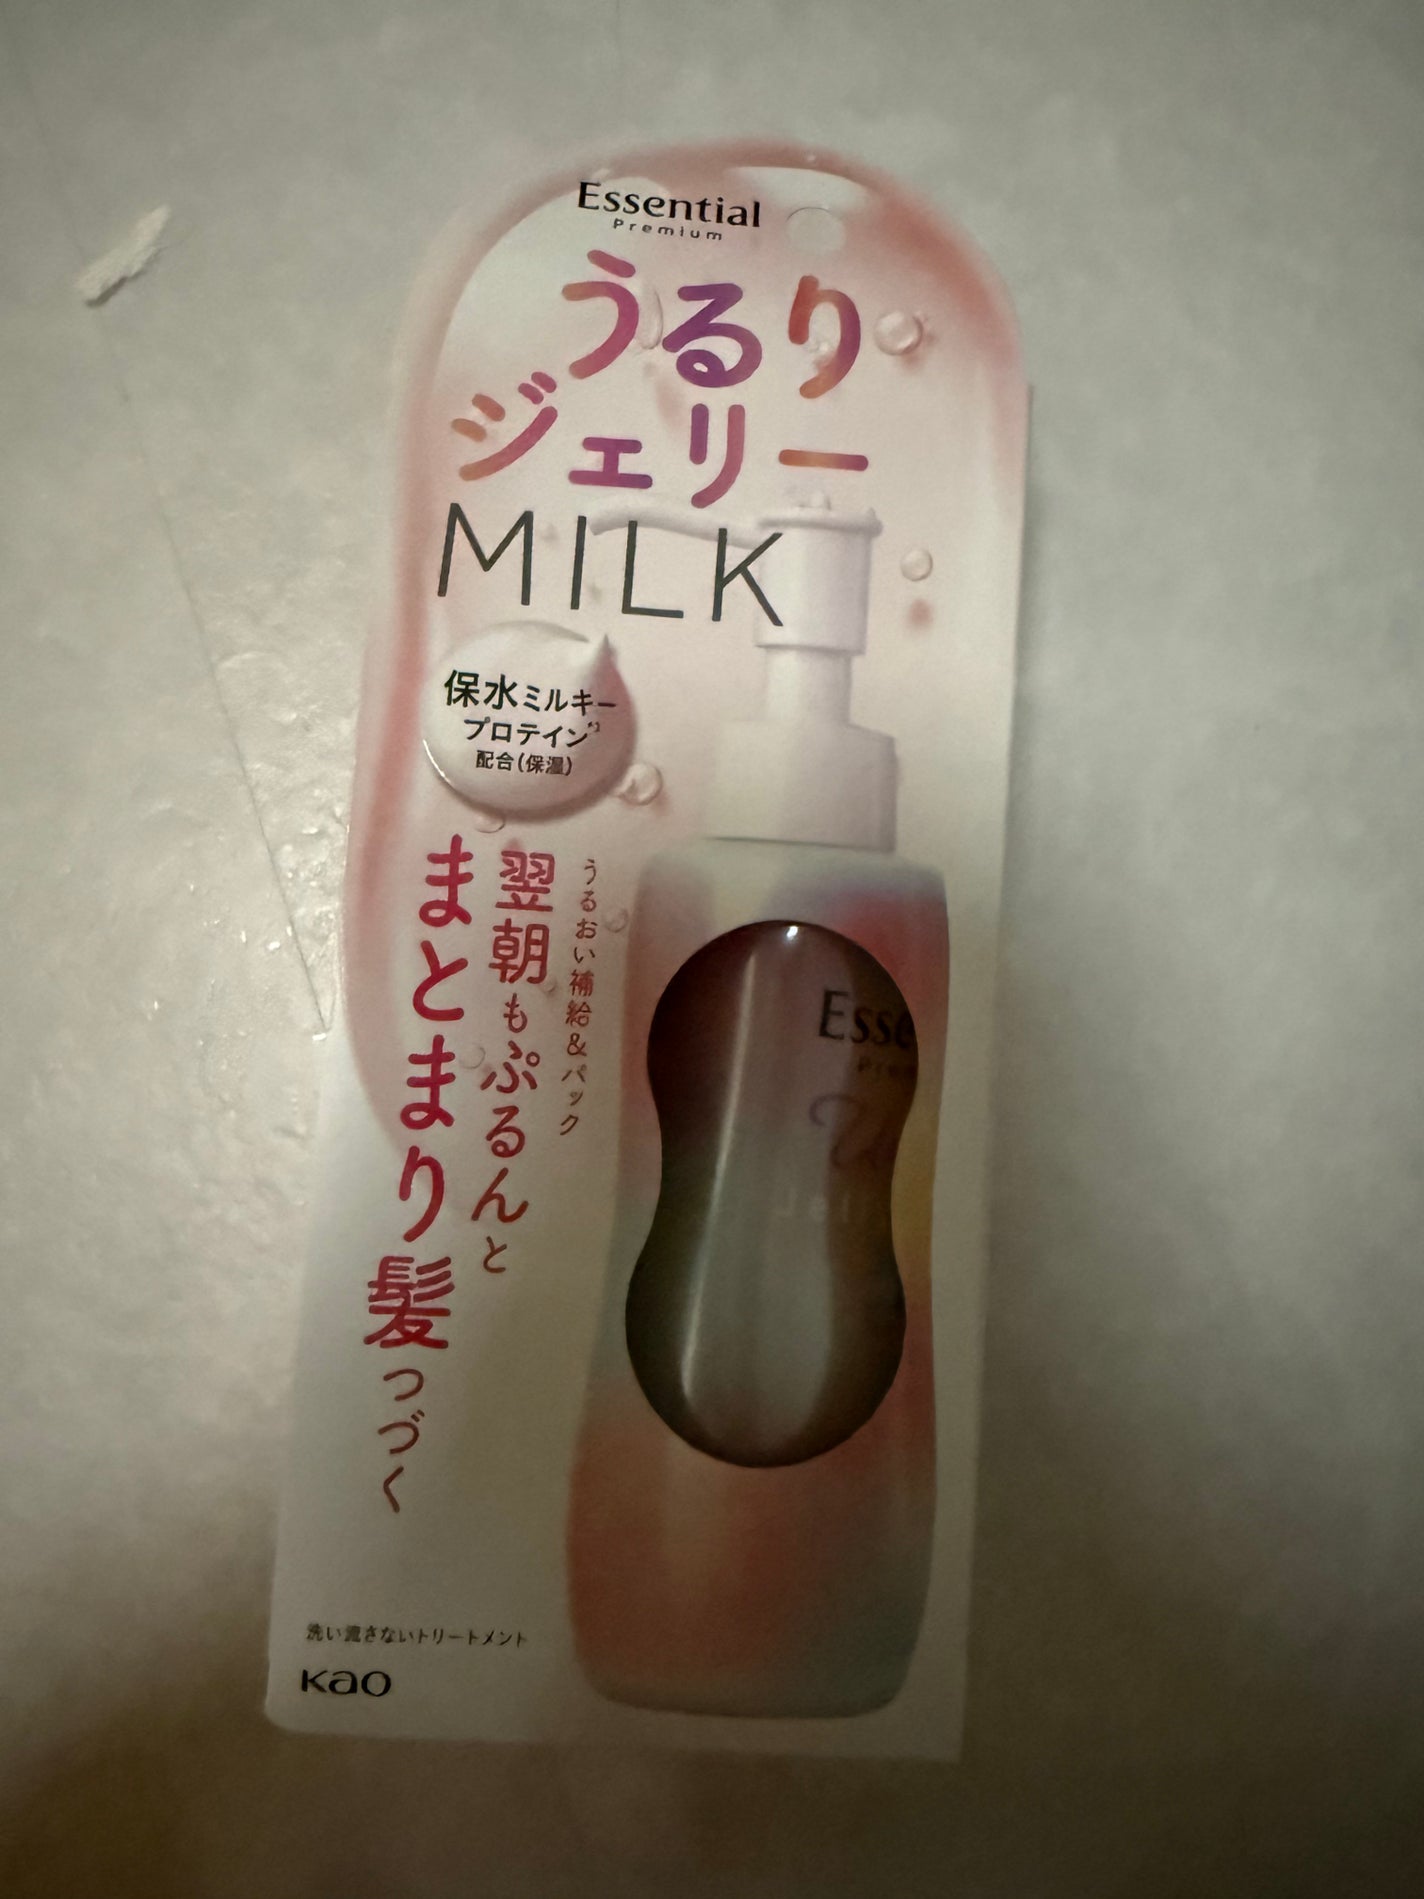 Essential
Premium
うるり
ジェリー
MILK
保水ミルキー
プロテイン
配合(保湿)
うるおい補給&パック
翌朝もぷるんと
まとまり髪つづく
Esse
Prem
洗い流さないトリートメント
Kao